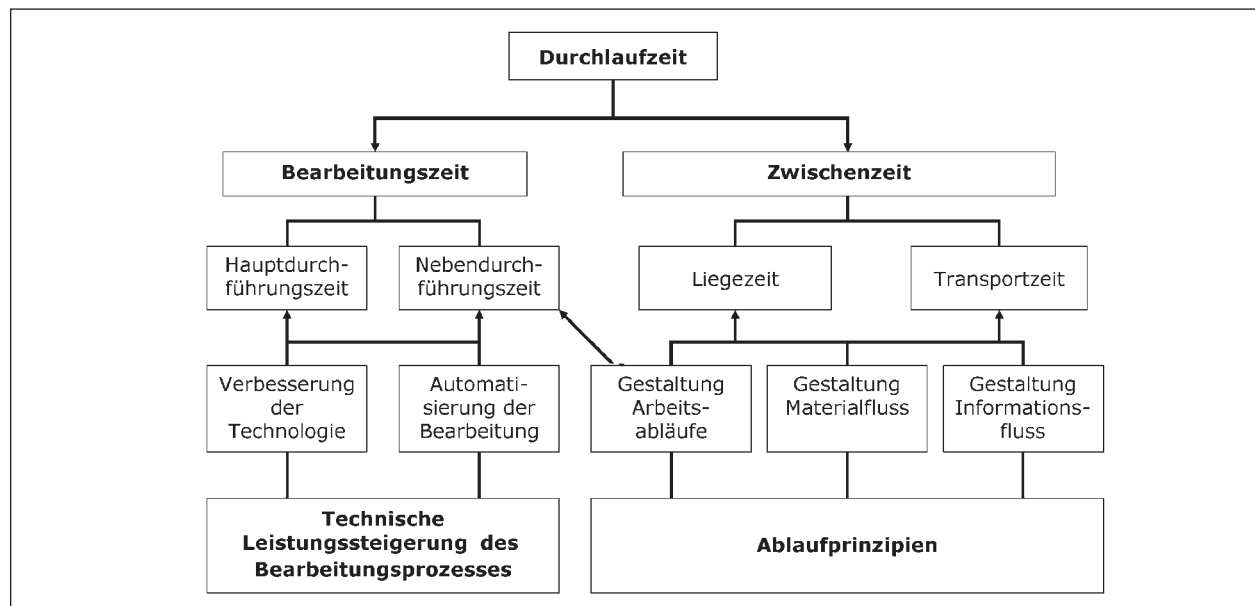 Durchlaufzeit
Bearbeitungszeit
Zwischenzeit
Hauptdurch-
führungszeit
Nebendurch-
führungszeit
Liegezeit
Transportzeit
Verbesserung
der
Technologie
Automati-
sierung der
Bearbeitung
Gestaltung
Arbeits-
abläufe
Gestaltung
Materialfluss
Gestaltung
Informations-
fluss
Technische
Leistungssteigerung des
Bearbeitungsprozesses
Ablaufprinzipien